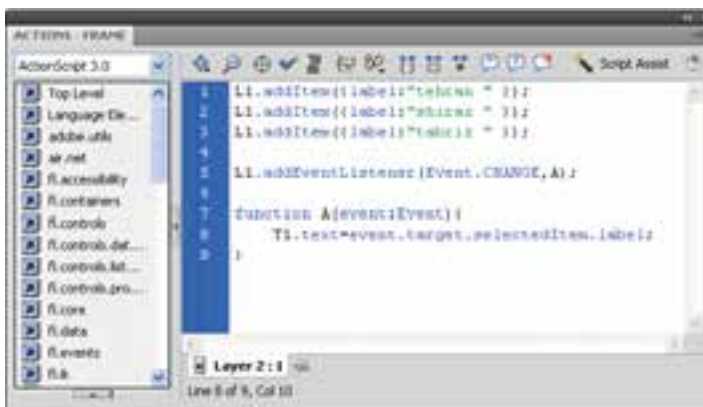 ACTIONS - FRAME
ActionScript 3.0
Script Assist
Top Level
Language Ele...
adobe.utils
air.net
fl.accessibility
fl.containers
fl.controls
fl.controls.dat...
fl.controls.list...
fl.controls.pro...
fl.core
fl.data
fl.events
fl.ik
1 L1.addItem({label:"tehran " });
2 L1.addItem({label:"shiraz " });
3 L1.addItem({label:"tabriz " });
4
5 L1.addEventListener(Event.CHANGE,A);
6
7 function A(event:Event){
8 T1.text=event.target.selectedItem.label;
9 }
Layer 2 : 1
Line 8 of 9, Col 10